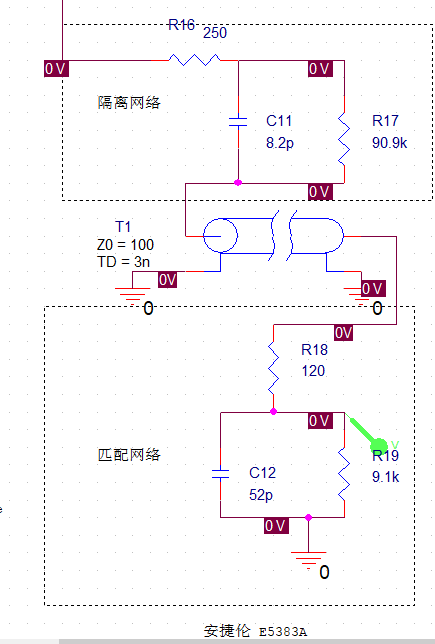 R16
250
0V
0V
隔离网络
C11
8.2p
R17
90.9k
0V
T1
Z0 = 100
TD = 3n
0V
0V
0
0
0V
R18
120
0V
V
匹配网络
C12
52p
R19
9.1k
0V
0
安捷伦 E5383A